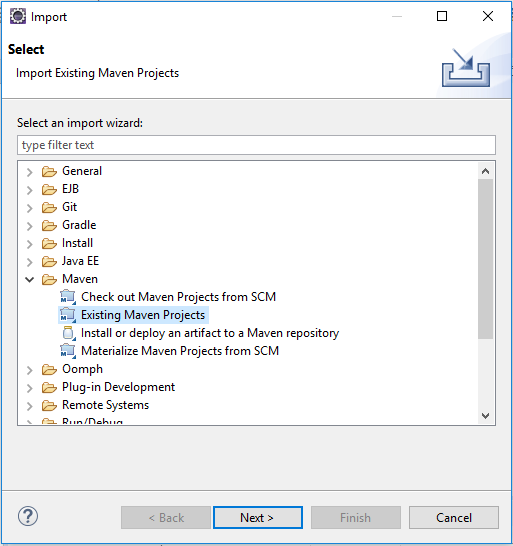 Import
Select
Import Existing Maven Projects
Select an import wizard:
type filter text
General
EJB
Git
Gradle
Install
Java EE
Maven
Check out Maven Projects from SCM
Existing Maven Projects
Install or deploy an artifact to a Maven repository
Materialize Maven Projects from SCM
Oomph
Plug-in Development
Remote Systems
Run/Debug
< Back
Next >
Finish
Cancel